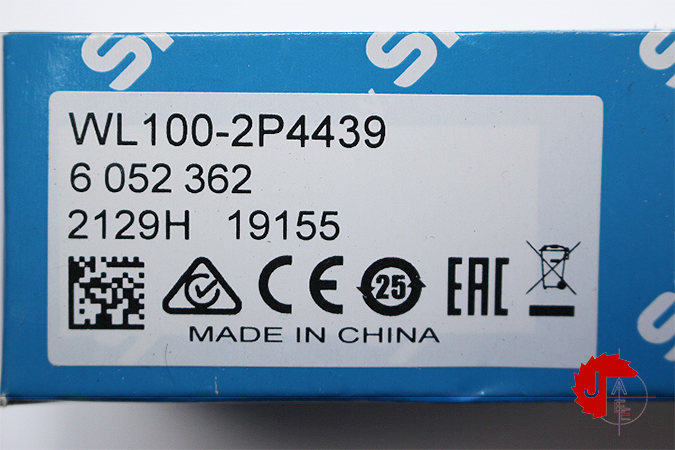 WL100-2P4439
6 052 362
2129H 19155
CE 25 EAC
MADE IN CHINA